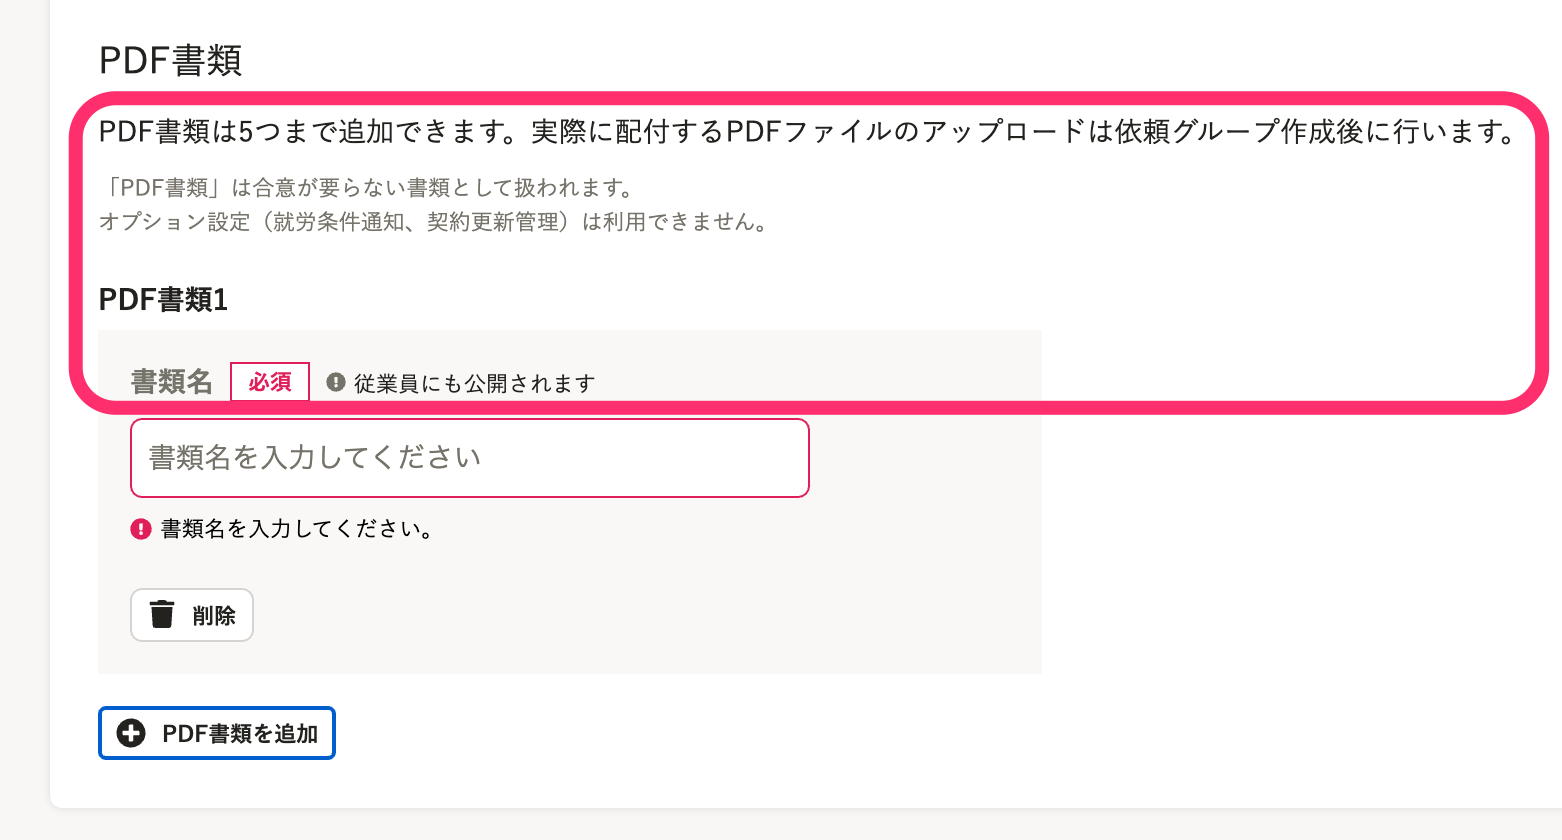 PDF書類
PDF書類は5つまで追加できます。実際に配付するPDFファイルのアップロードは依頼グループ作成後に行います。
「PDF書類」は合意が要らない書類として扱われます。
オプション設定（就労条件通知、契約更新管理）は利用できません。
PDF書類1
書類名 必須 従業員にも公開されます
書類名を入力してください
書類名を入力してください。
削除
PDF書類を追加